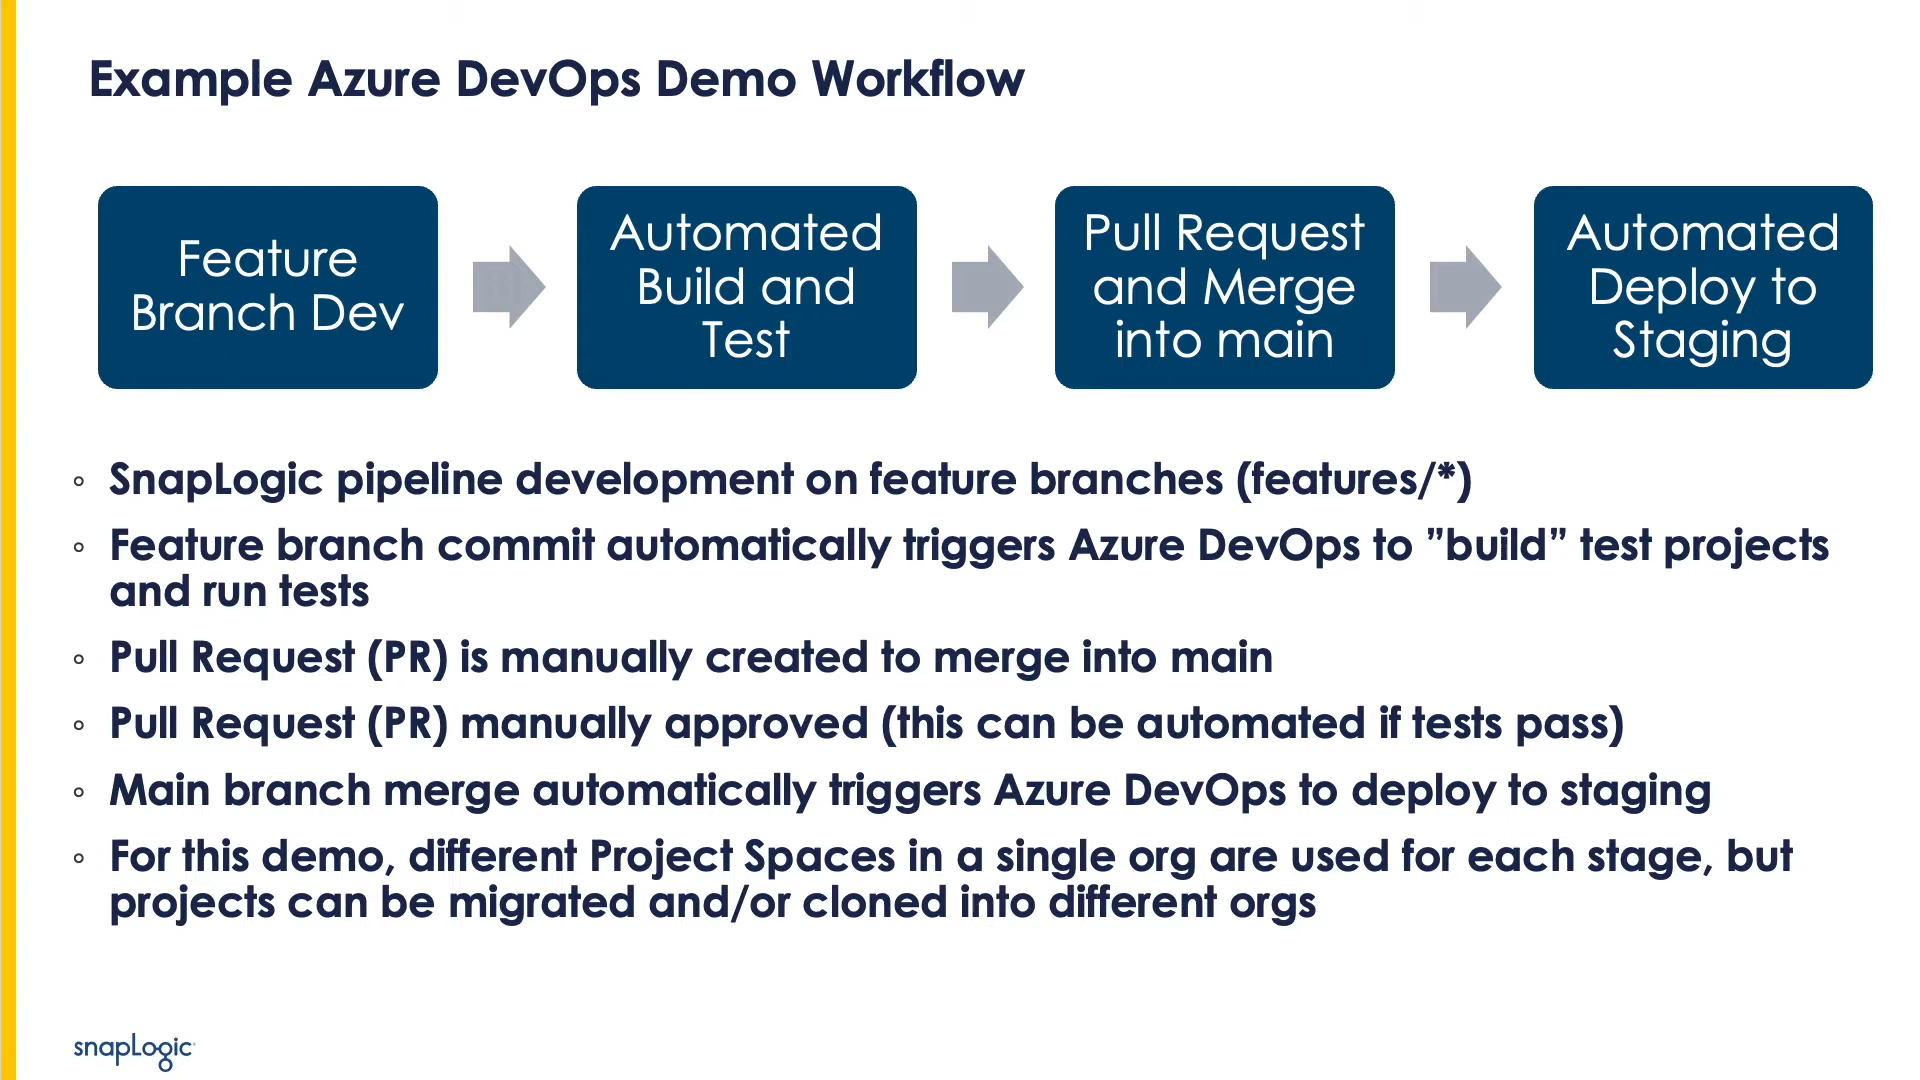 Example Azure DevOps Demo Workflow
Feature
Branch Dev
Automated
Build and
Test
Pull Request
and Merge
into main
Automated
Deploy to
Staging
◦ SnapLogic pipeline development on feature branches (features/*)
◦ Feature branch commit automatically triggers Azure DevOps to ”build” test projects
and run tests
◦ Pull Request (PR) is manually created to merge into main
◦ Pull Request (PR) manually approved (this can be automated if tests pass)
◦ Main branch merge automatically triggers Azure DevOps to deploy to staging
◦ For this demo, different Project Spaces in a single org are used for each stage, but
projects can be migrated and/or cloned into different orgs
snapLogic